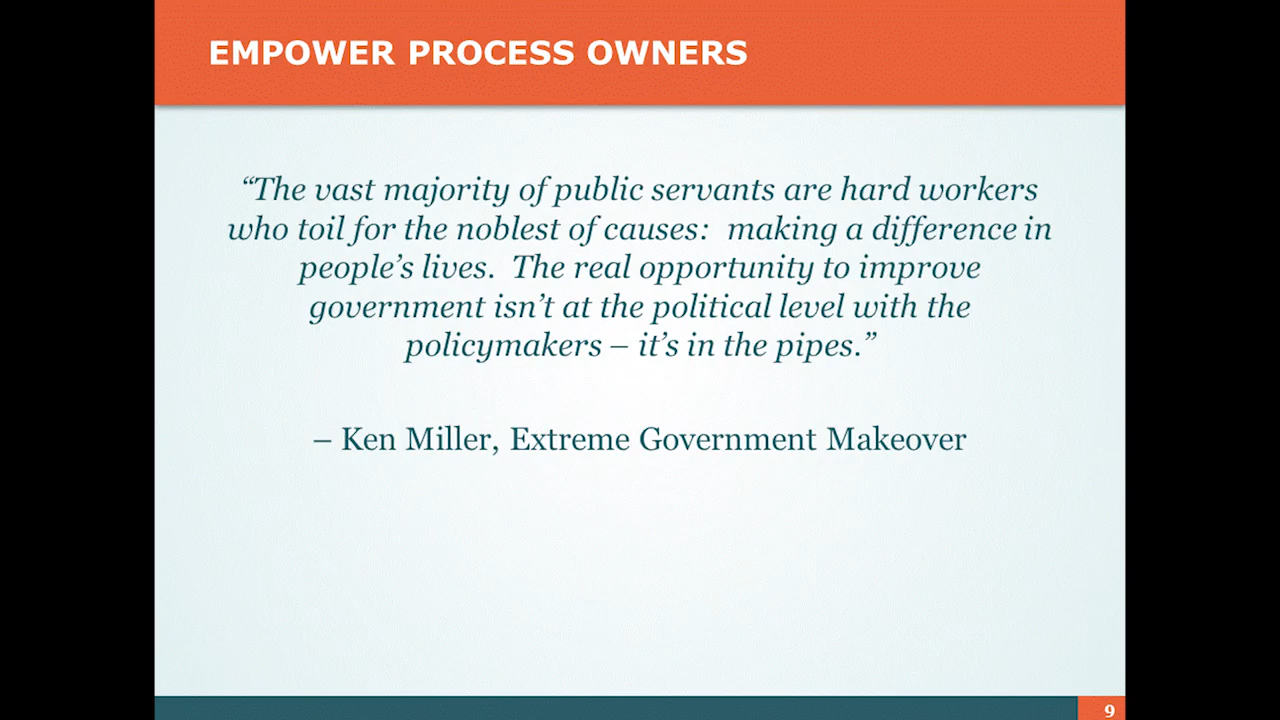 EMPOWER PROCESS OWNERS
“The vast majority of public servants are hard workers
who toil for the noblest of causes:  making a difference in
people’s lives.  The real opportunity to improve
government isn’t at the political level with the
policymakers – it’s in the pipes.”
– Ken Miller, Extreme Government Makeover
9